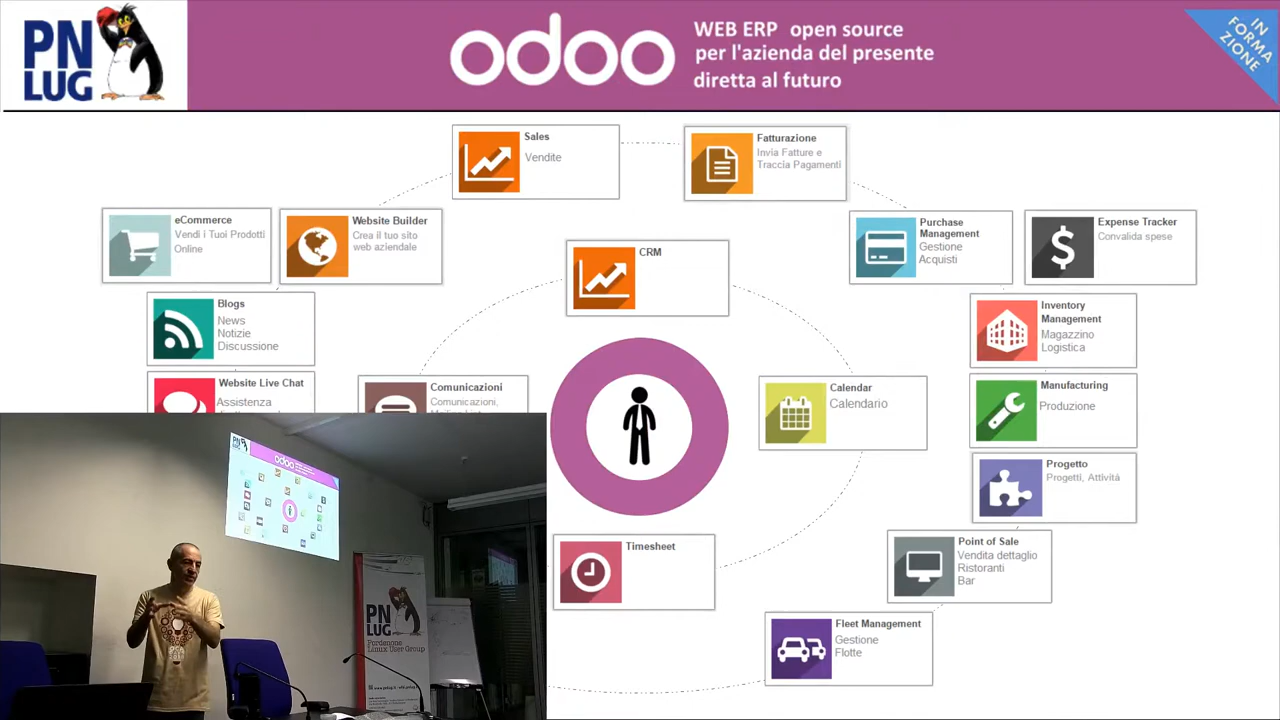 PN
LUG
odoo
WEB ERP open source
per l'azienda del presente
diretta al futuro
IN
FORMA
ZIONE
Sales
Vendite
Fatturazione
Invia Fatture e
Traccia Pagamenti
eCommerce
Vendi i Tuoi Prodotti
Online
Website Builder
Crea il tuo sito
web aziendale
CRM
Purchase
Management
Gestione
Acquisti
Expense Tracker
Convalida spese
Blogs
News
Notizie
Discussione
Inventory
Management
Magazzino
Logistica
Website Live Chat
Assistenza
Comunicazioni
Comunicazioni,
Calendar
Calendario
Manufacturing
Produzione
Progetto
Progetti, Attività
Timesheet
Point of Sale
Vendita dettaglio
Ristoranti
Bar
Fleet Management
Gestione
Flotte
PN
odoo
PN
LUG
Pordenone
Linux User Group